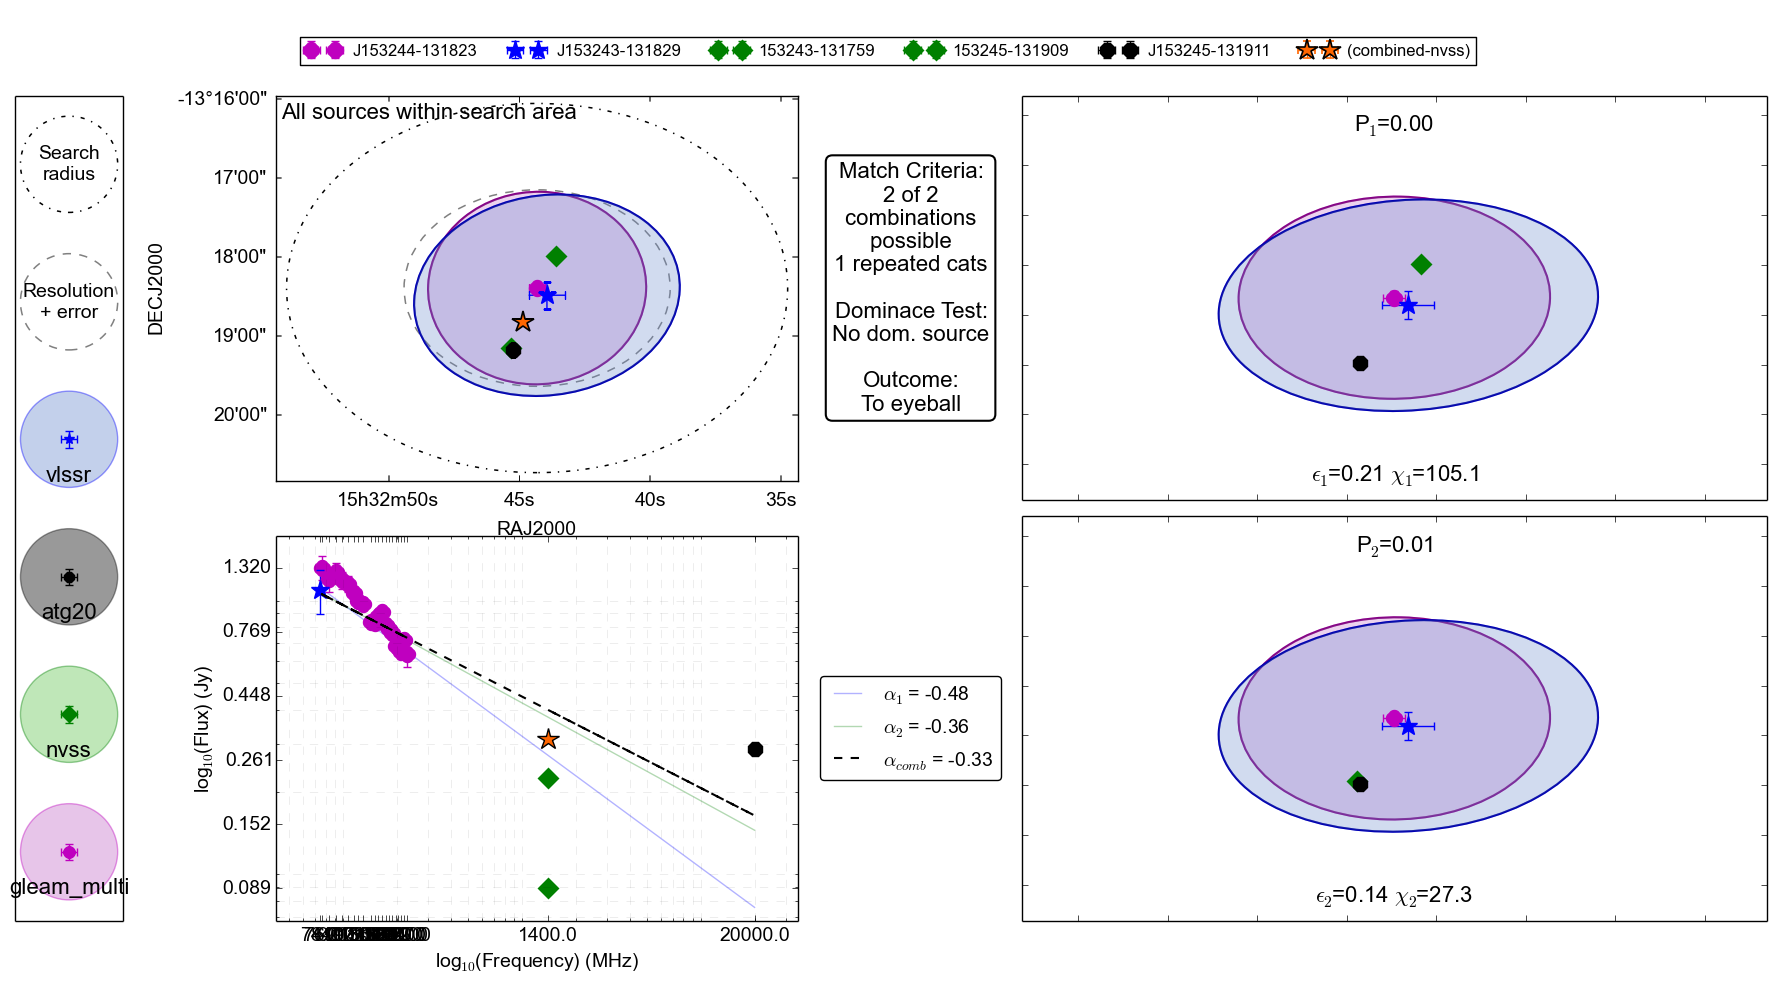 J153244-131823 J153243-131829 153243-131759 153245-131909 J153245-131911 (combined-nvss)
Search
radius
Resolution
+ error
vlssr
atg20
nvss
gleam_multi
All sources within search area
DECJ2000
-13°16'00"
17'00"
18'00"
19'00"
20'00"
15h32m50s 45s 40s 35s
RAJ2000
Match Criteria:
2 of 2
combinations
possible
1 repeated cats
Dominace Test:
No dom. source
Outcome:
To eyeball
P1=0.00
ϵ1=0.21 χ1=105.1
log10(Flux) (Jy)
1.320
0.769
0.448
0.261
0.152
0.089
1400.0 20000.0
log10(Frequency) (MHz)
α1 = -0.48
α2 = -0.36
αcomb = -0.33
P2=0.01
ϵ2=0.14 χ2=27.3